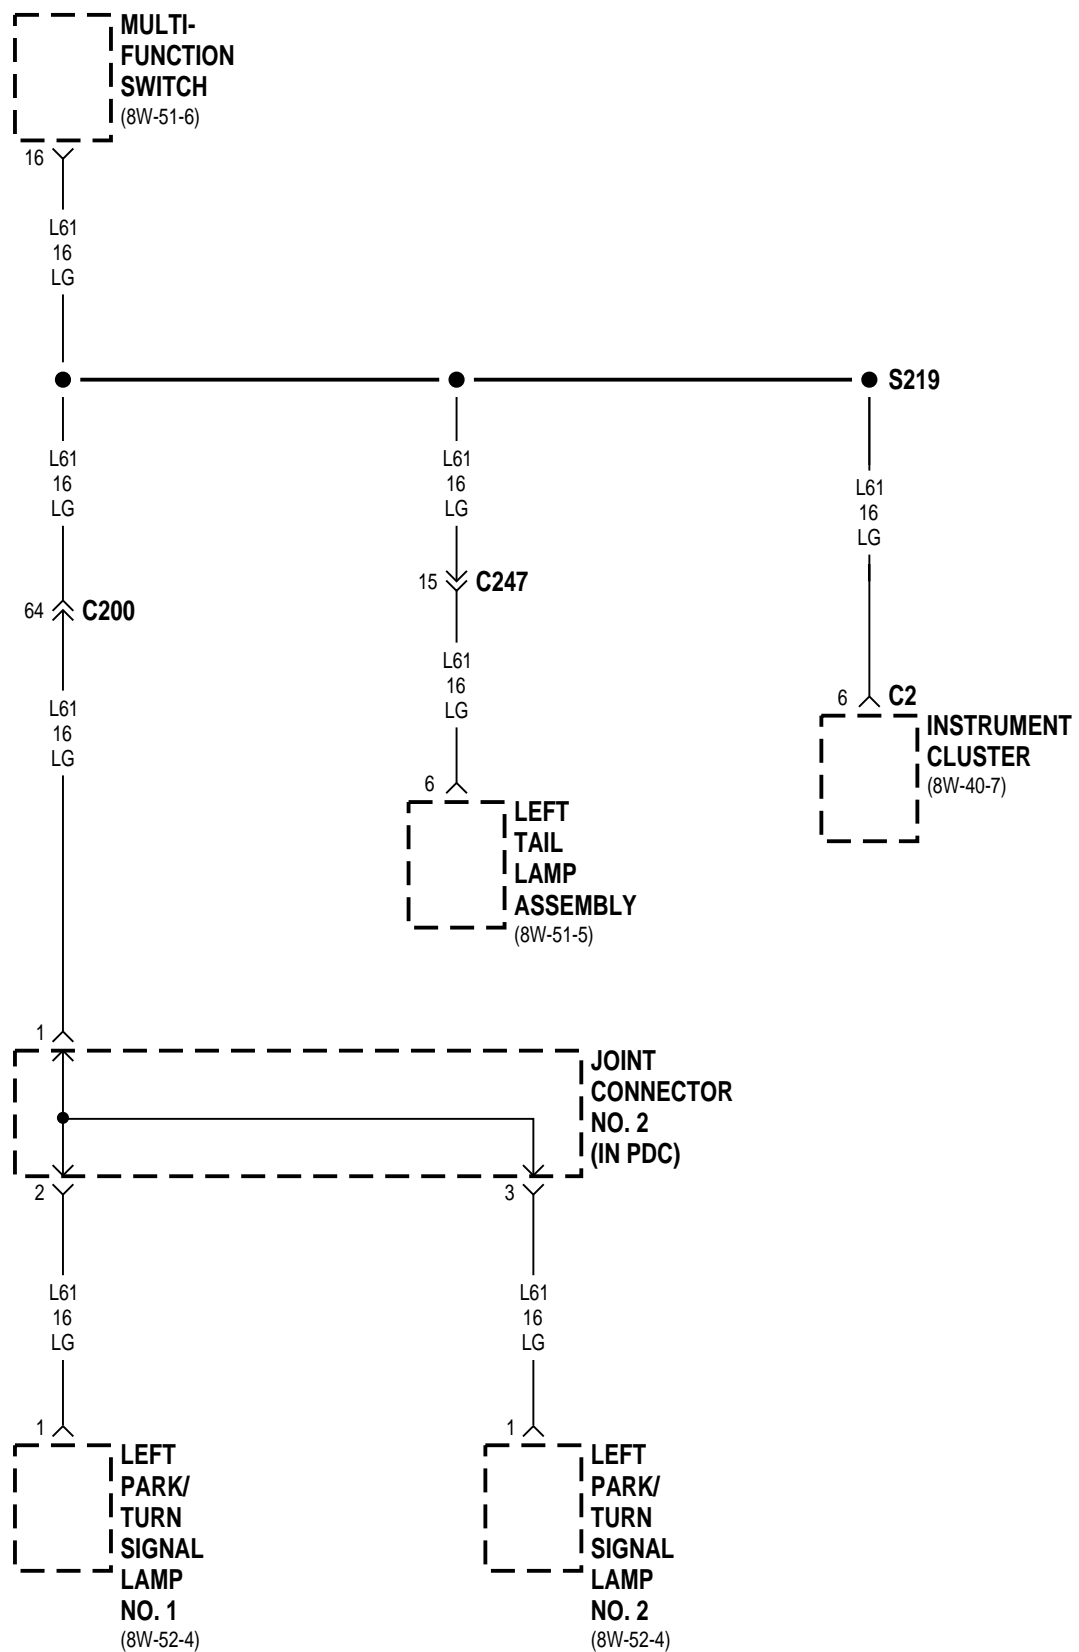 MULTI-
FUNCTION
SWITCH
(8W-51-6)
16
L61
16
LG
S219
L61
16
LG
L61
16
LG
L61
16
LG
15 C247
64 C200
L61
16
LG
L61
16
LG
6 C2
INSTRUMENT
CLUSTER
(8W-40-7)
6
LEFT
TAIL
LAMP
ASSEMBLY
(8W-51-5)
1
JOINT
CONNECTOR
NO. 2
(IN PDC)
2
3
L61
16
LG
L61
16
LG
1
LEFT
PARK/
TURN
SIGNAL
LAMP
NO. 1
(8W-52-4)
1
LEFT
PARK/
TURN
SIGNAL
LAMP
NO. 2
(8W-52-4)